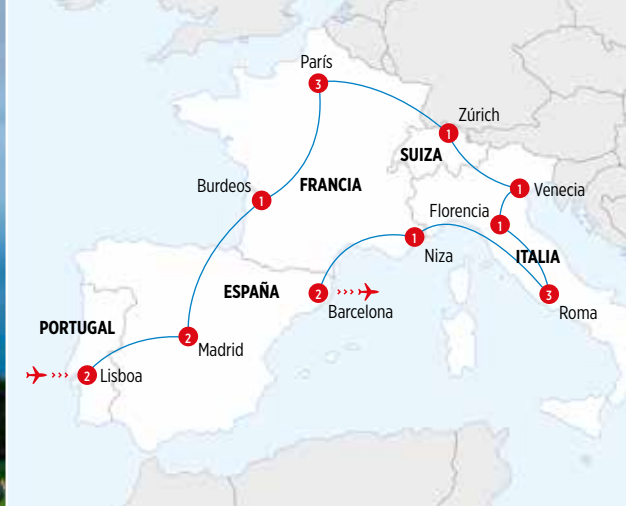 París
3
Zúrich
1
SUIZA
Burdeos
1
FRANCIA
1
Venecia
Florencia
1
1
Niza
ITALIA
ESPAÑA
2
Barcelona
3
Roma
PORTUGAL
2
Madrid
2
Lisboa